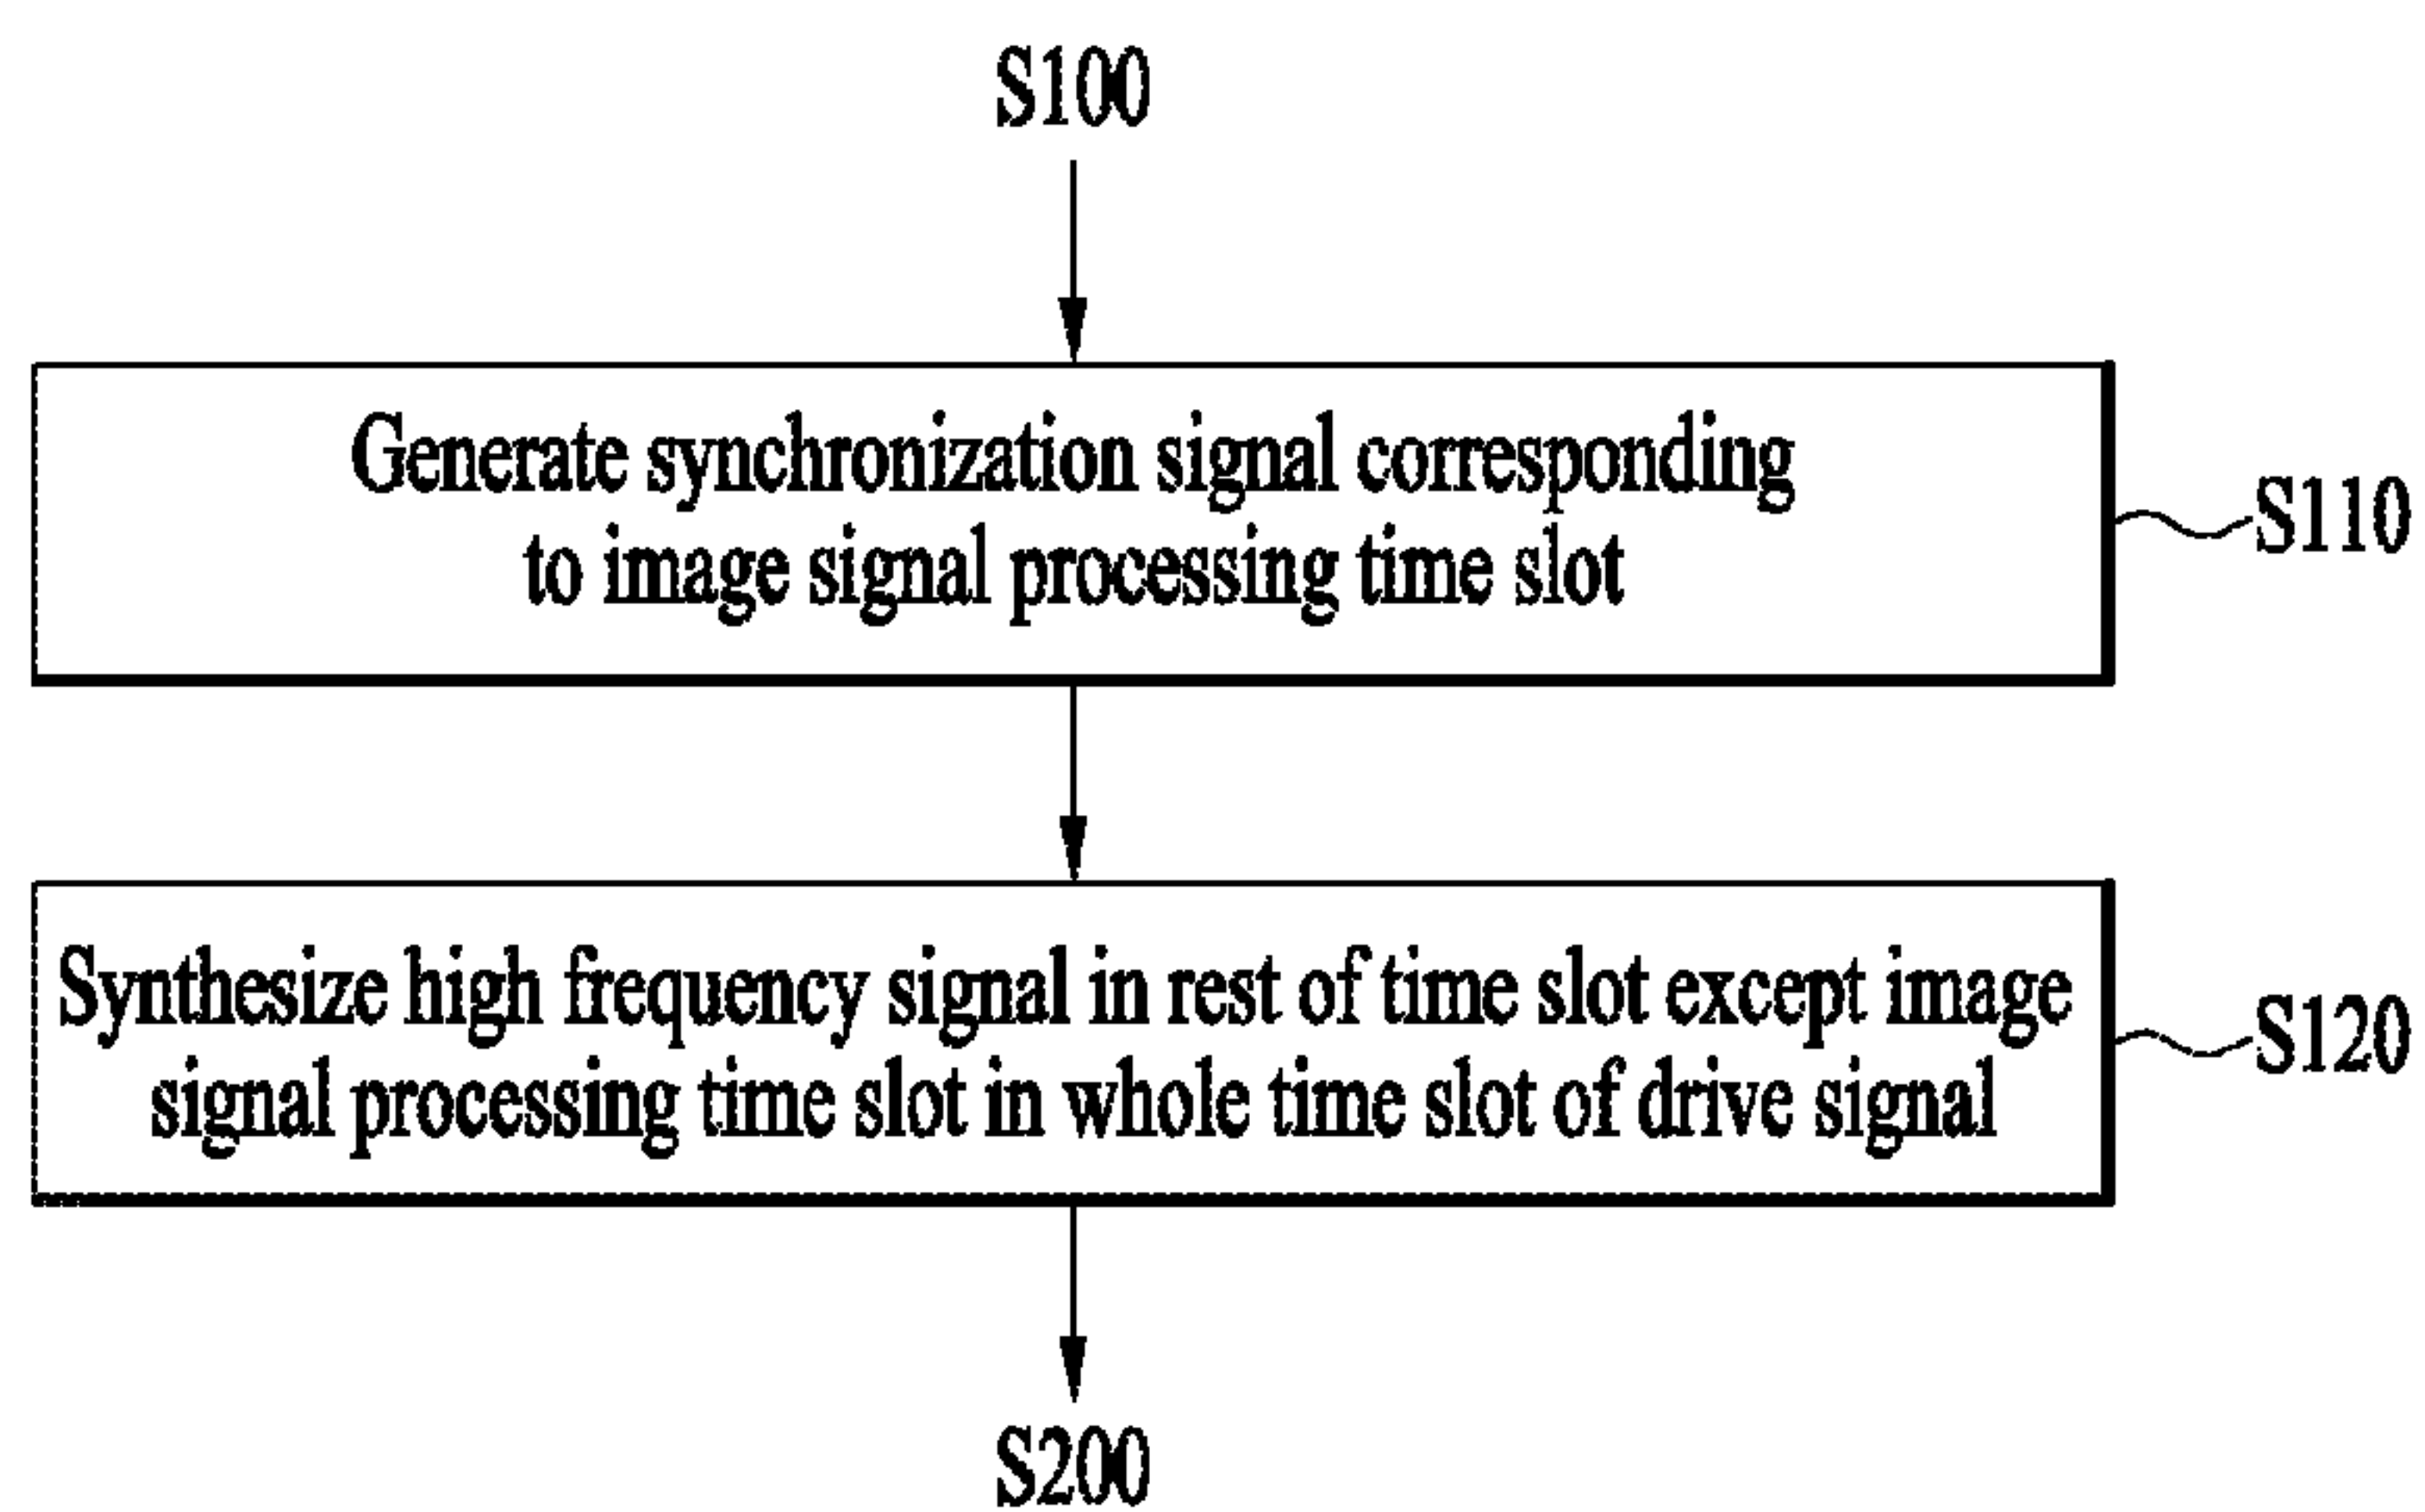 S100
Generate synchronization signal corresponding
to image signal processing time slot
S110
Synthesize high frequency signal in rest of time slot except image
signal processing time slot in whole time slot of drive signal
S120
S200